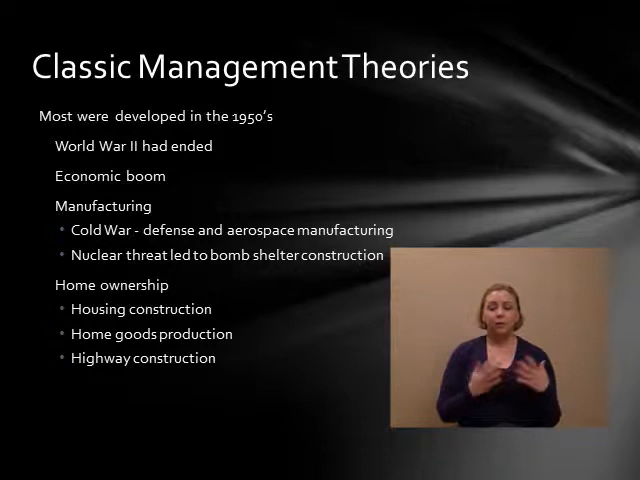 Classic Management Theories
Most were developed in the 1950's
World War II had ended
Economic boom
Manufacturing
• Cold War - defense and aerospace manufacturing
• Nuclear threat led to bomb shelter construction
Home ownership
• Housing construction
• Home goods production
• Highway construction